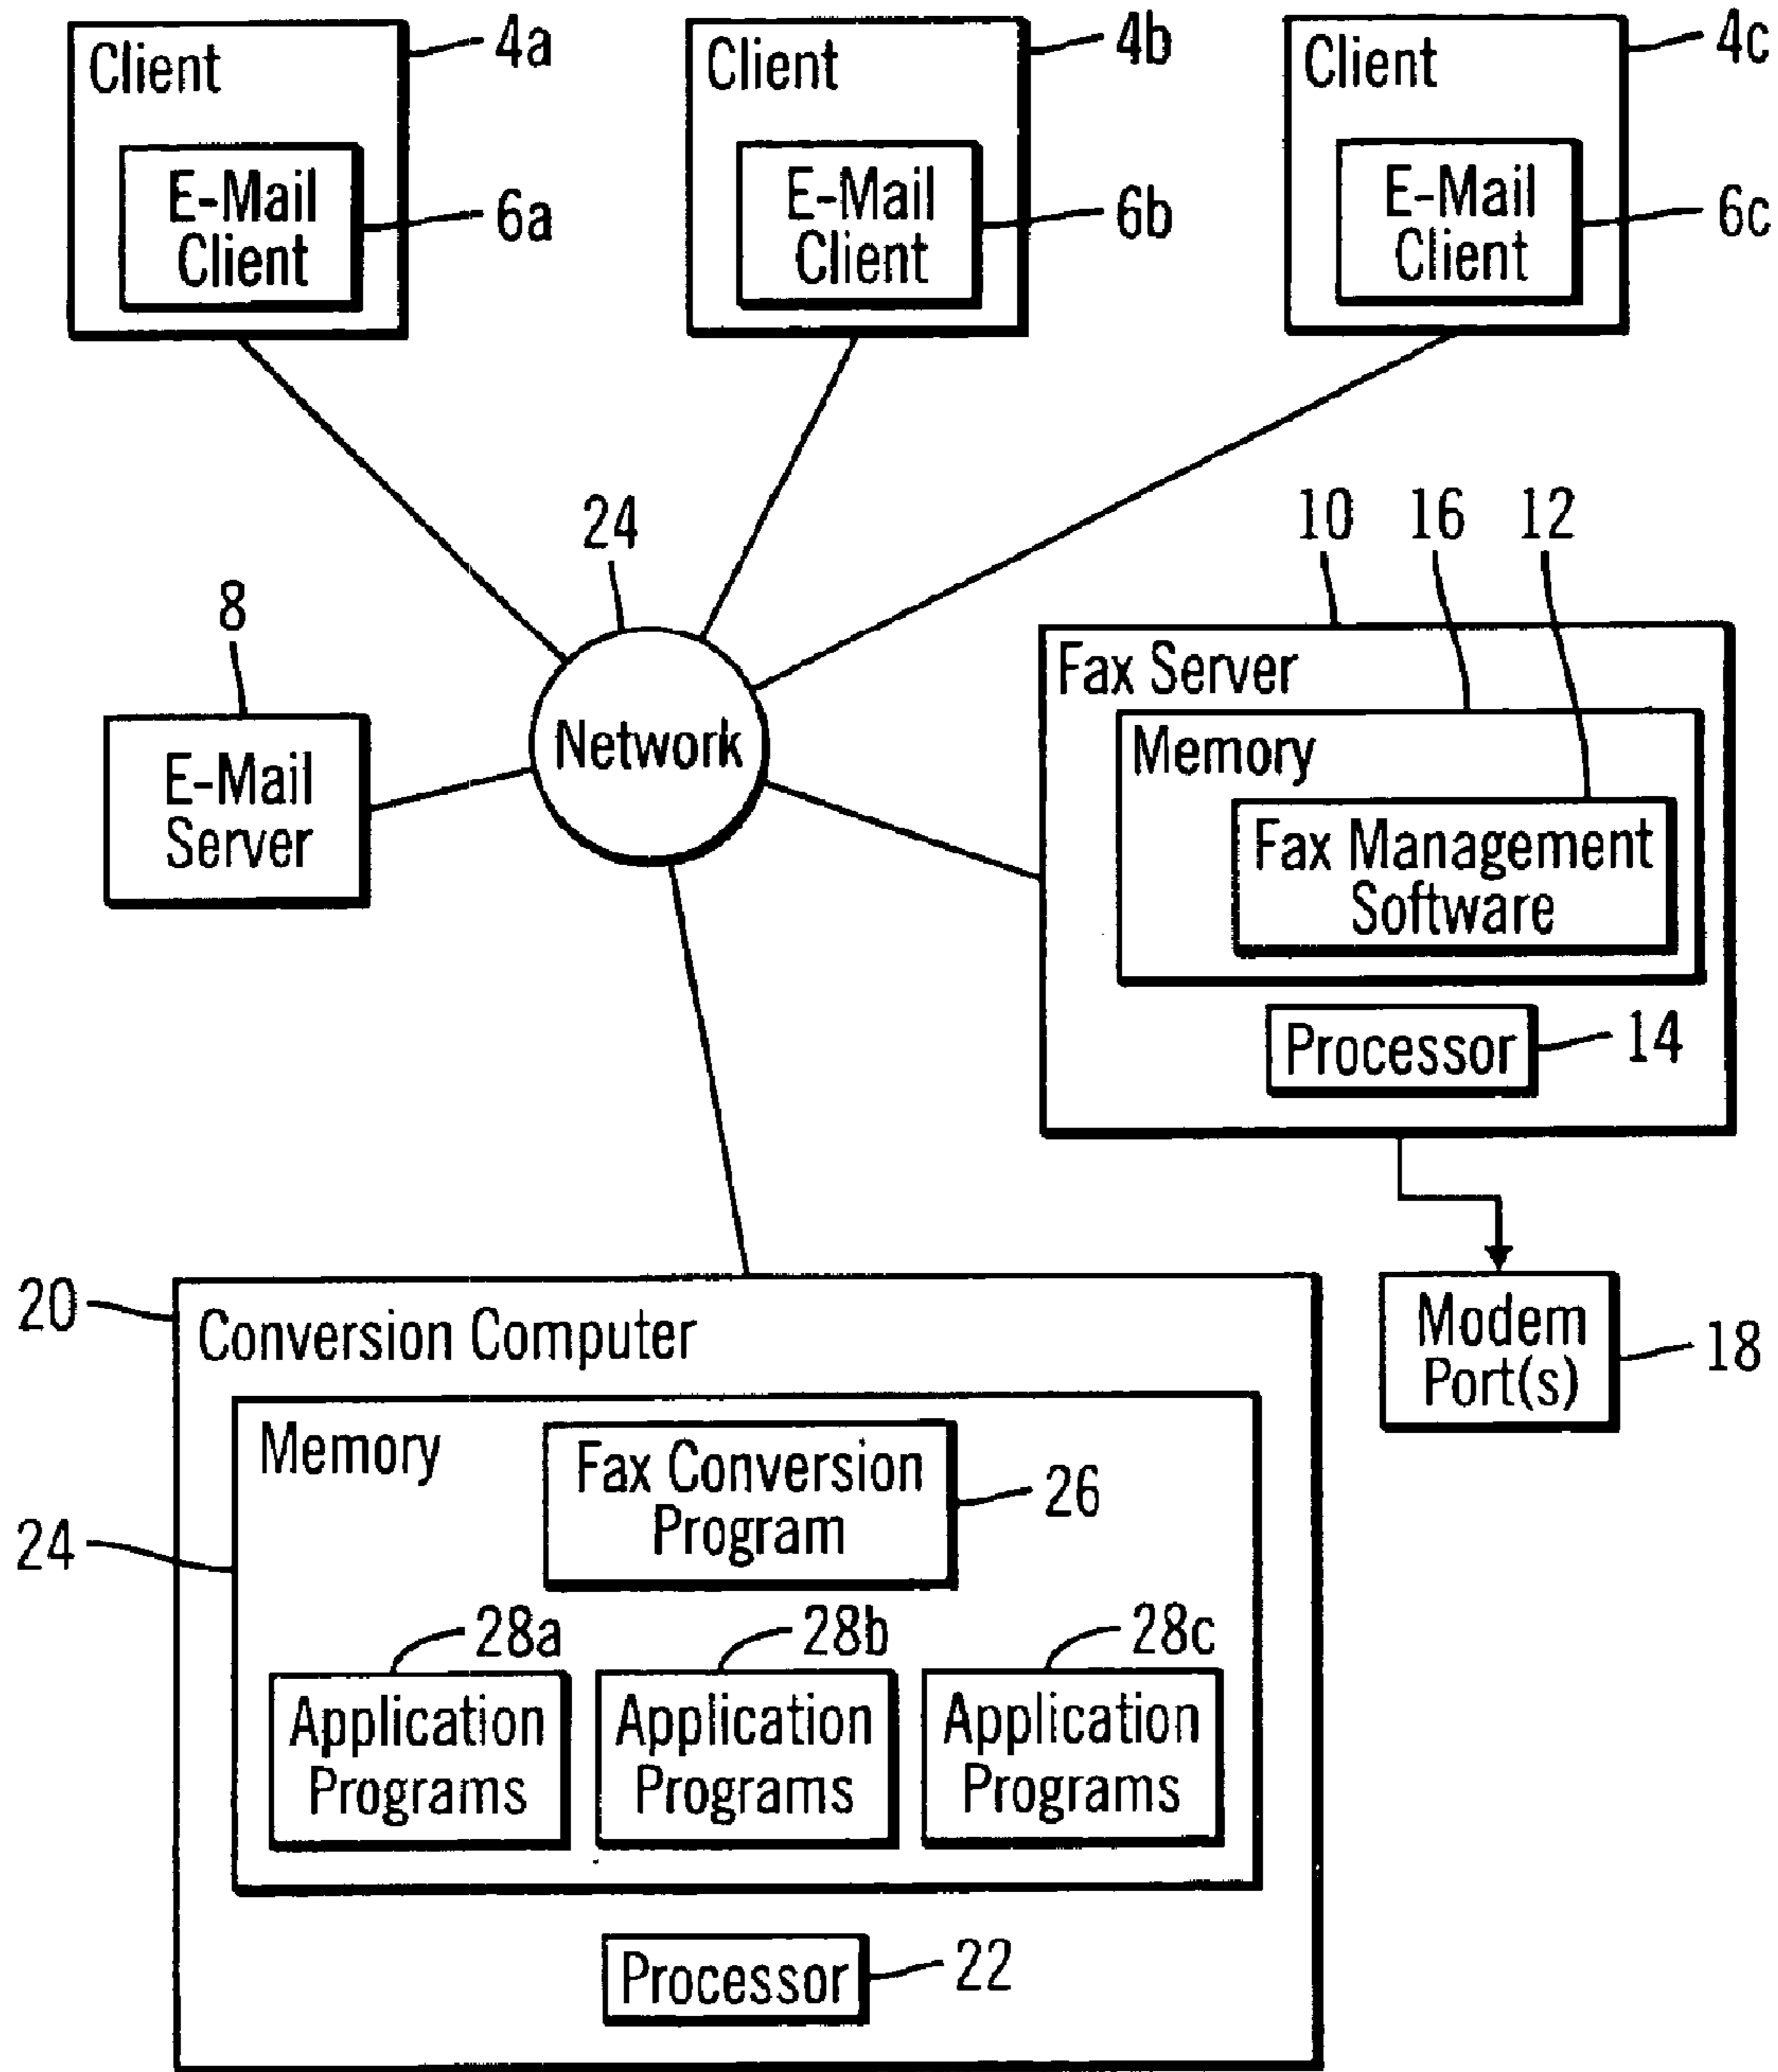 Client
4a
E-Mail
Client
6a
Client
4b
E-Mail
Client
6b
Client
4c
E-Mail
Client
6c
24
Network
8
E-Mail
Server
10
16
12
Fax Server
Memory
Fax Management
Software
Processor
14
Modem
Port(s)
18
20
Conversion Computer
24
Memory
Fax Conversion
Program
26
28a
Application
Programs
28b
Application
Programs
28c
Application
Programs
Processor
22